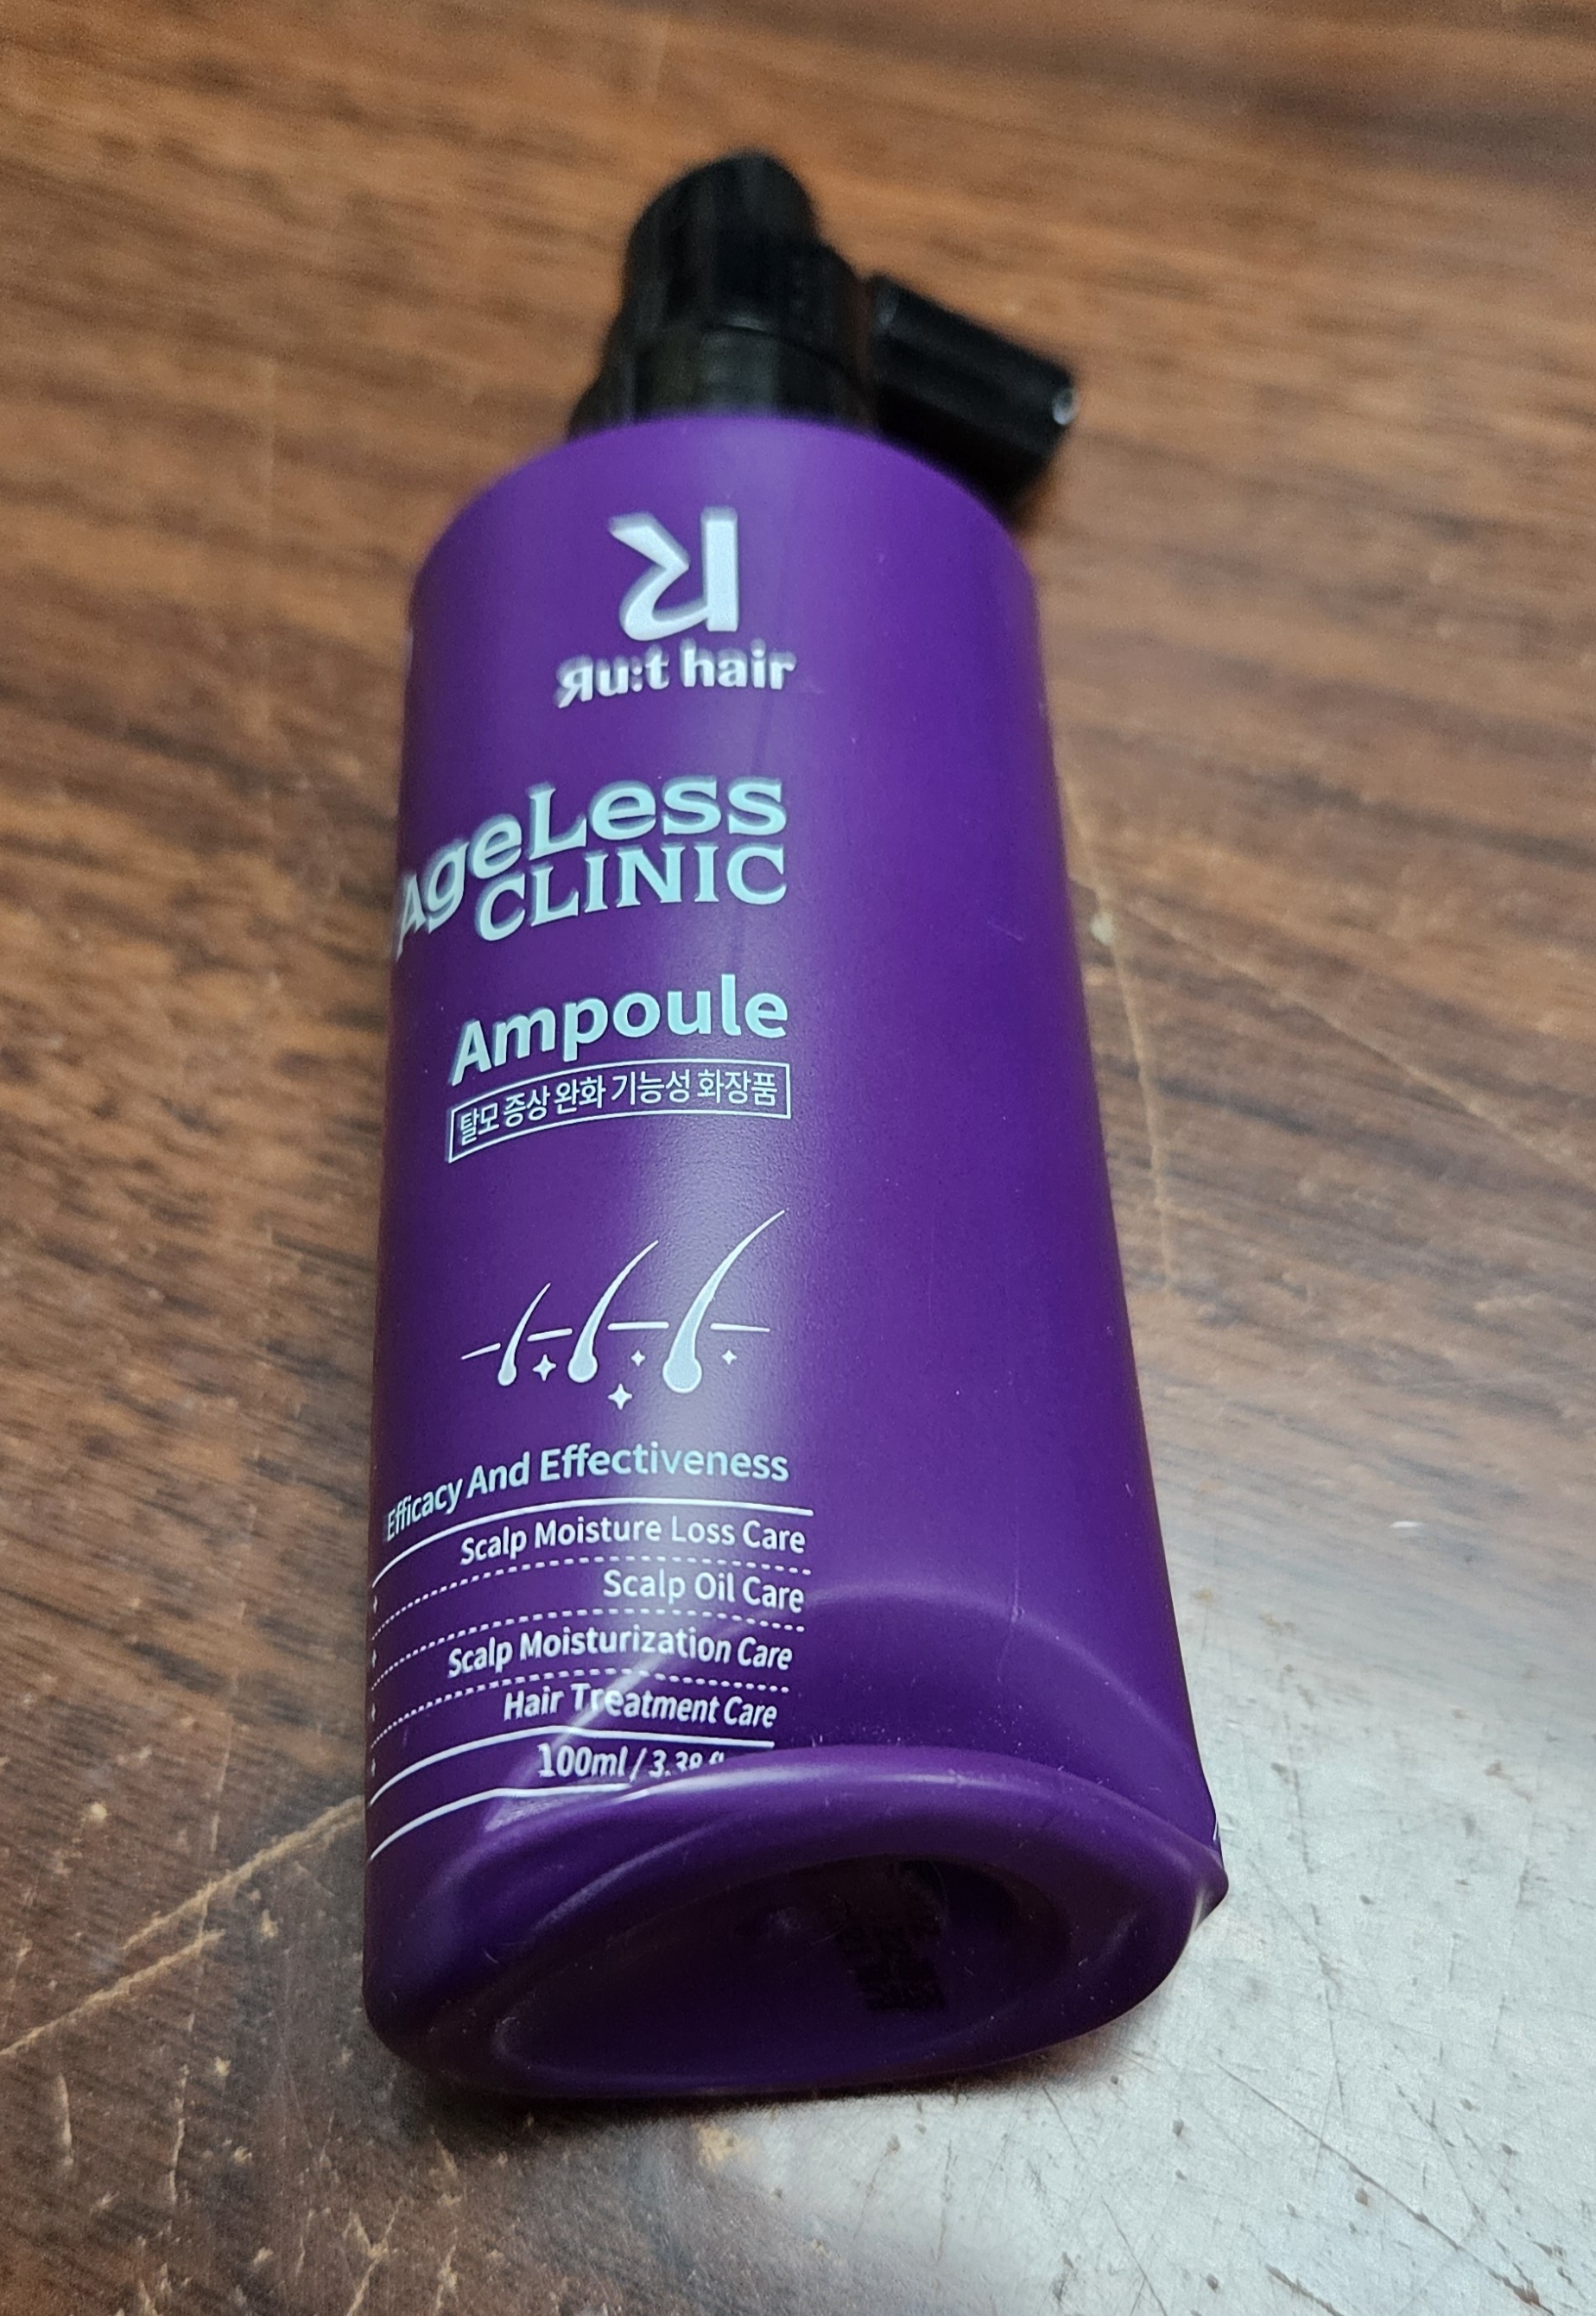 R
Ru:t hair
AgeLess
CLINIC
Ampoule
탈모 증상 완화 기능성 화장품
Efficacy And Effectiveness
Scalp Moisture Loss Care
Scalp Oil Care
Scalp Moisturization Care
Hair Treatment Care
100ml / 3.38